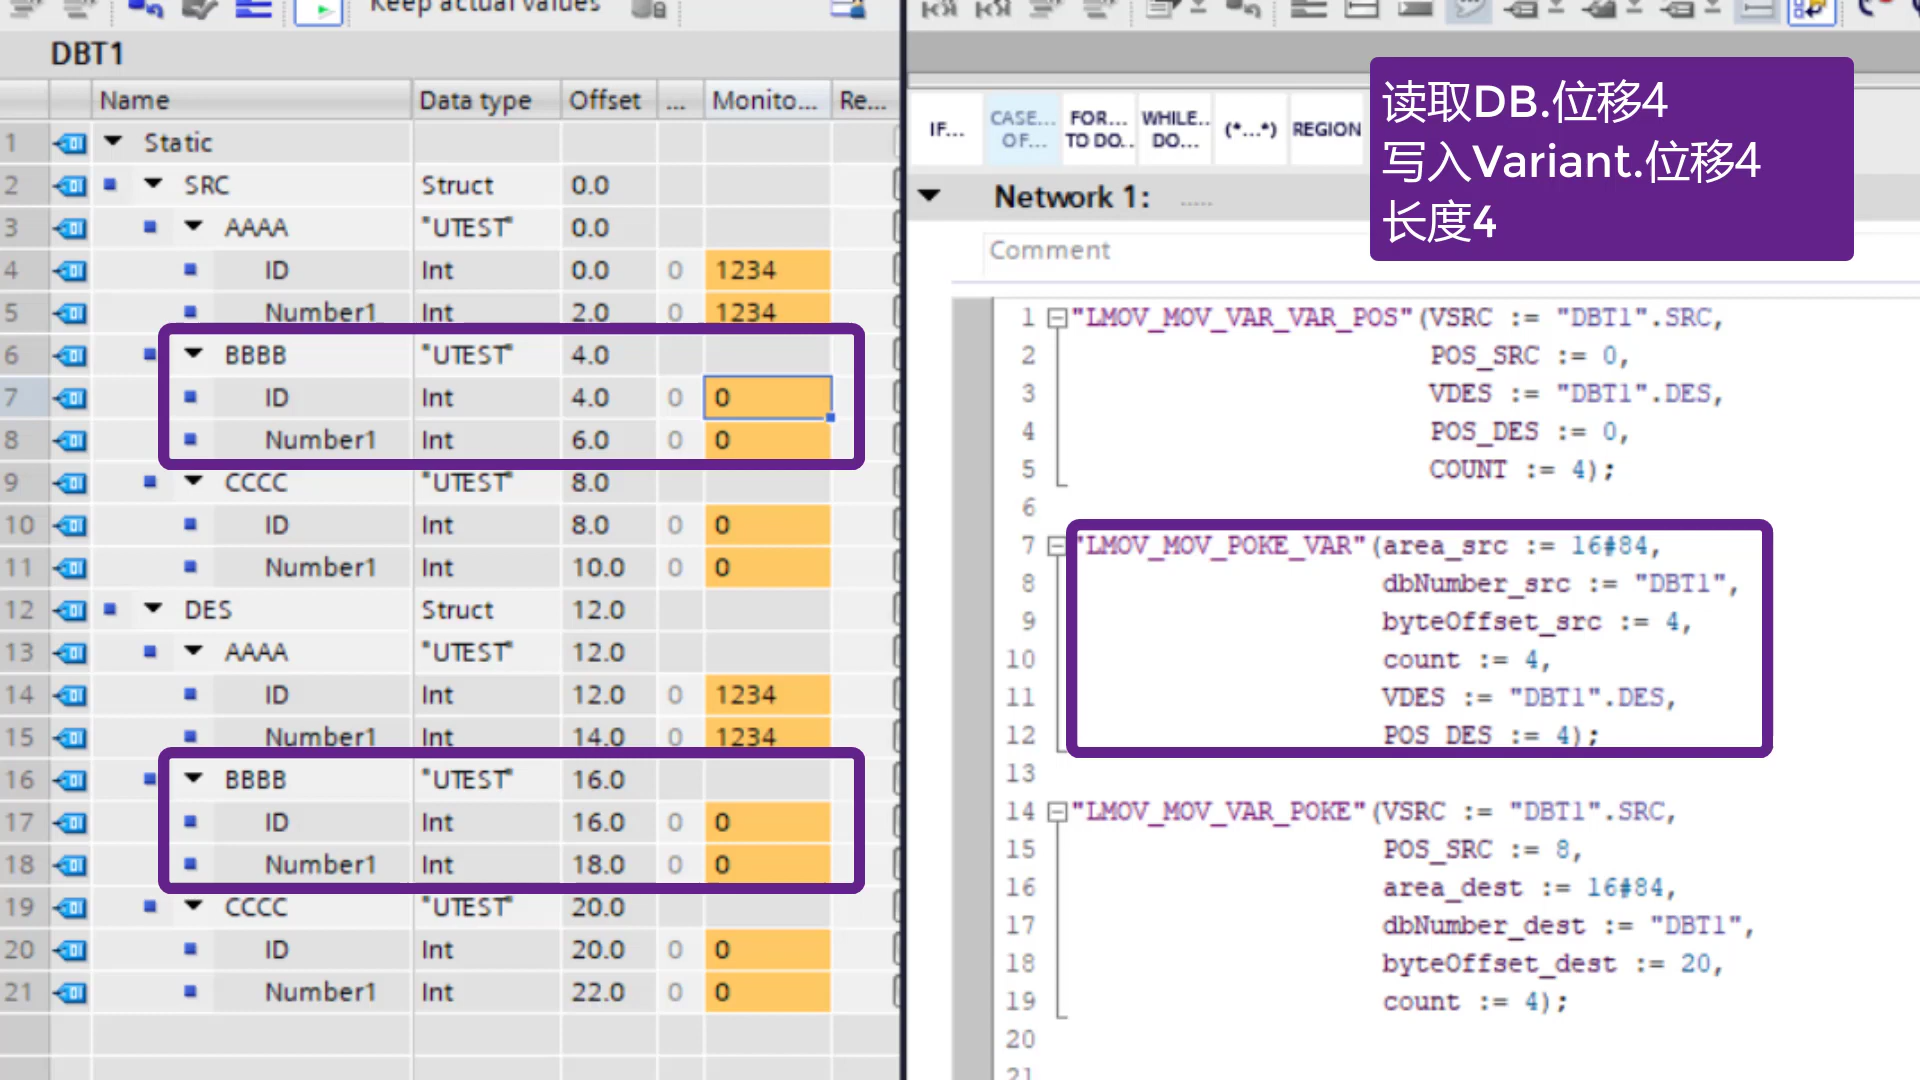 Keep actual values
DBT1
Name Data type Offset ... Monito... Re...
1 Static
2 SRC Struct 0.0
3 AAAA "UTEST" 0.0
4 ID Int 0.0 0 1234
5 Number1 Int 2.0 0 1234
6 BBBB "UTEST" 4.0
7 ID Int 4.0 0 0
8 Number1 Int 6.0 0 0
9 CCCC "UTEST" 8.0
10 ID Int 8.0 0 0
11 Number1 Int 10.0 0 0
12 DES Struct 12.0
13 AAAA "UTEST" 12.0
14 ID Int 12.0 0 1234
15 Number1 Int 14.0 0 1234
16 BBBB "UTEST" 16.0
17 ID Int 16.0 0 0
18 Number1 Int 18.0 0 0
19 CCCC "UTEST" 20.0
20 ID Int 20.0 0 0
21 Number1 Int 22.0 0 0
IF... CASE... OF... FOR... TO DO... WHILE... DO... (*...*) REGION
读取DB.位移4
写入Variant.位移4
长度4
Network 1: .....
Comment
1 "LMOV_MOV_VAR_VAR_POS"(VSRC := "DBT1".SRC,
2 POS_SRC := 0,
3 VDES := "DBT1".DES,
4 POS_DES := 0,
5 COUNT := 4);
6
7 "LMOV_MOV_POKE_VAR"(area_src := 16#84,
8 dbNumber_src := "DBT1",
9 byteOffset_src := 4,
10 count := 4,
11 VDES := "DBT1".DES,
12 POS_DES := 4);
13
14 "LMOV_MOV_VAR_POKE"(VSRC := "DBT1".SRC,
15 POS_SRC := 8,
16 area_dest := 16#84,
17 dbNumber_dest := "DBT1",
18 byteOffset_dest := 20,
19 count := 4);
20
21